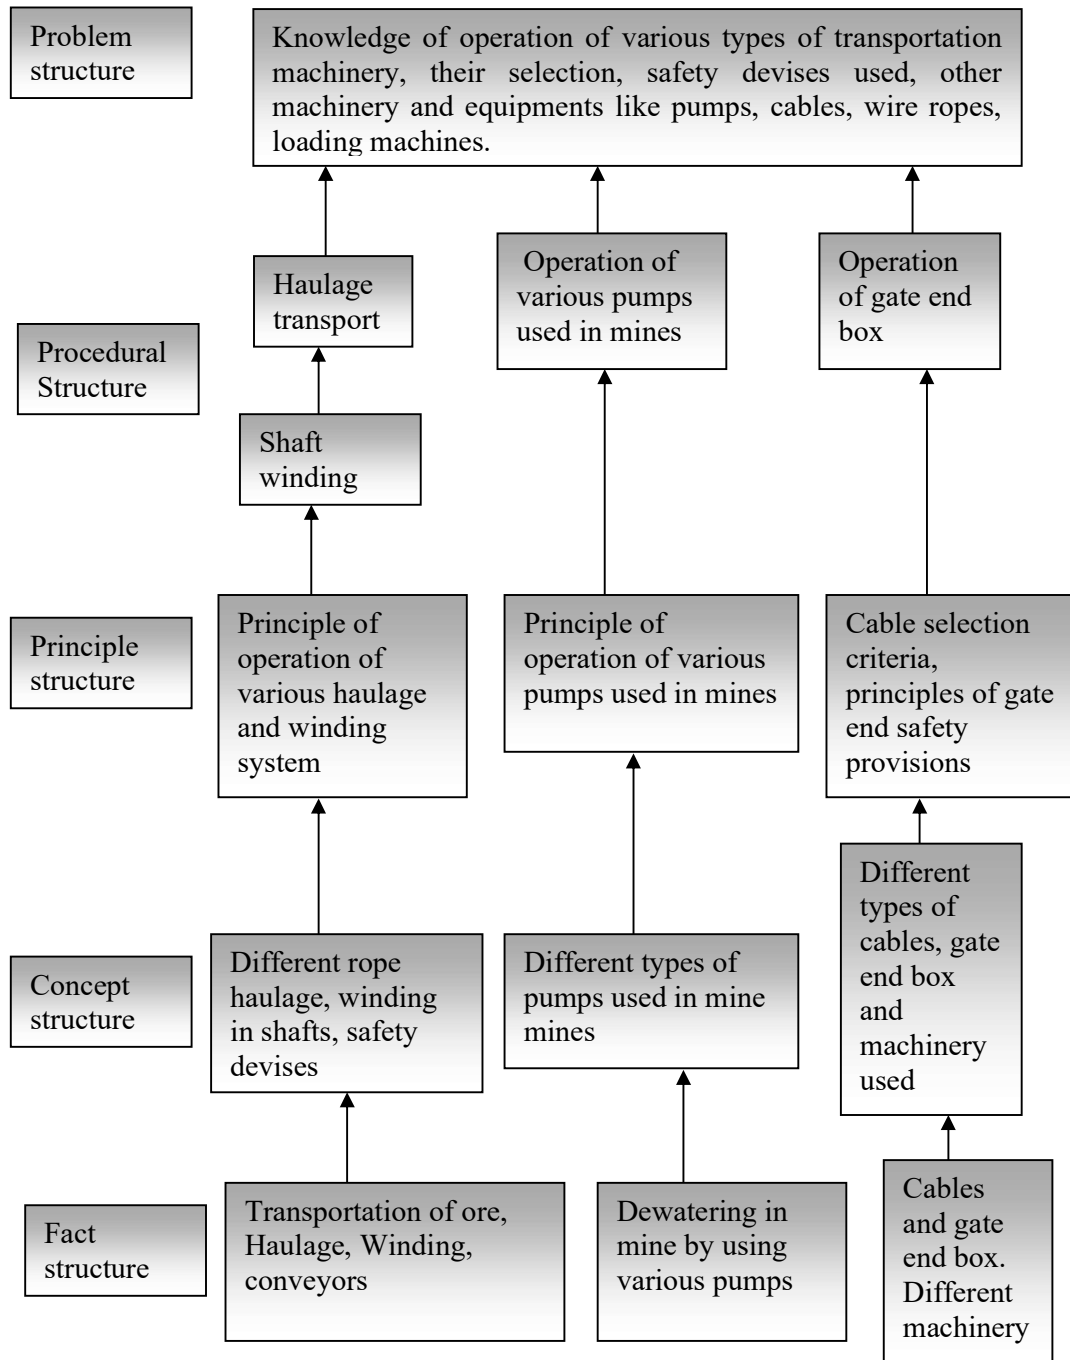 Problem
structure
Knowledge of operation of various types of transportation
machinery, their selection, safety devises used, other
machinery and equipments like pumps, cables, wire ropes,
loading machines.
Haulage
transport
Operation of
various pumps
used in mines
Operation
of gate end
box
Procedural
Structure
Shaft
winding
Principle
structure
Principle of
operation of
various haulage
and winding
system
Principle of
operation of various
pumps used in mines
Cable selection
criteria,
principles of gate
end safety
provisions
Concept
structure
Different rope
haulage, winding
in shafts, safety
devises
Different types of
pumps used in mine
mines
Different
types of
cables, gate
end box
and
machinery
used
Fact
structure
Transportation of ore,
Haulage, Winding,
conveyors
Dewatering in
mine by using
various pumps
Cables
and gate
end box.
Different
machinery